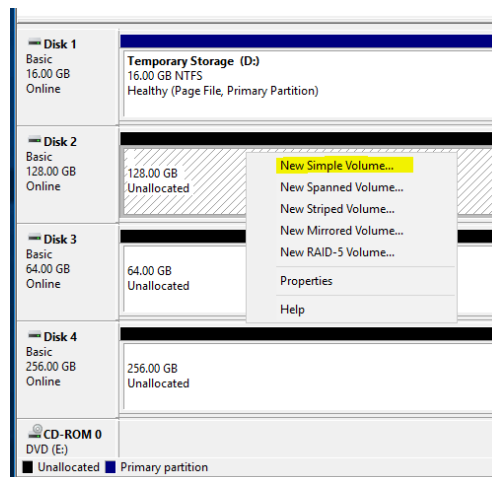 Disk 1
Basic
16.00 GB
Online
Temporary Storage (D:)
16.00 GB NTFS
Healthy (Page File, Primary Partition)
Disk 2
Basic
128.00 GB
Online
128.00 GB
Unallocated
New Simple Volume...
New Spanned Volume...
New Striped Volume...
New Mirrored Volume...
New RAID-5 Volume...
Properties
Help
Disk 3
Basic
64.00 GB
Online
64.00 GB
Unallocated
Disk 4
Basic
256.00 GB
Online
256.00 GB
Unallocated
CD-ROM 0
DVD (E:)
Unallocated Primary partition